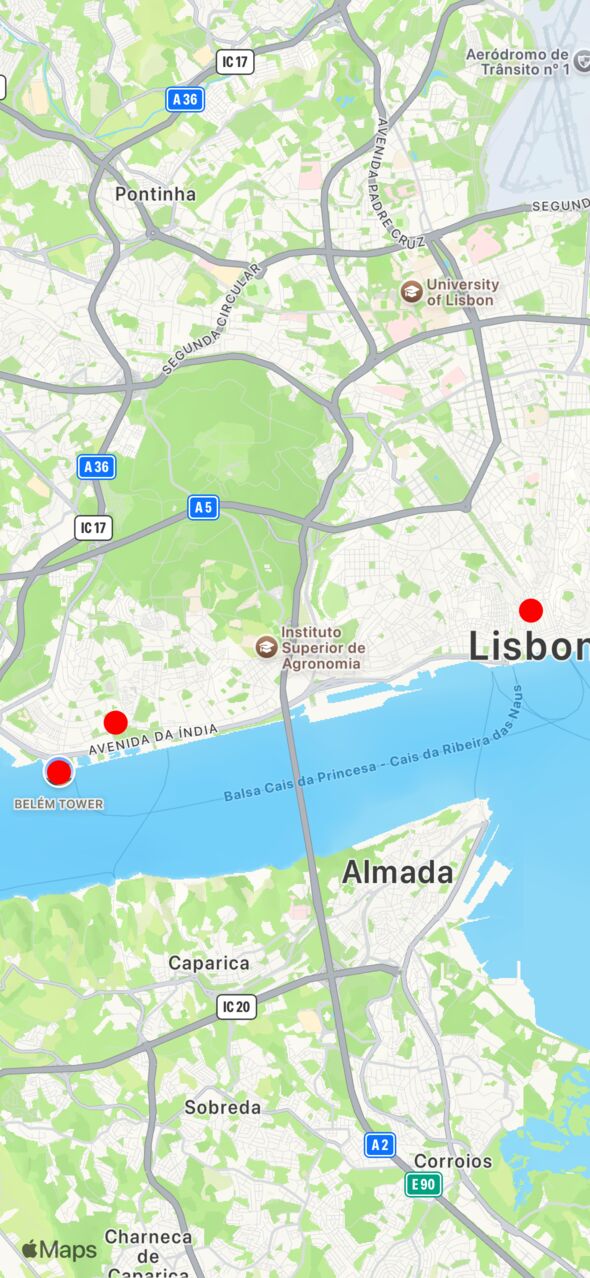 IC 17
Aeródromo de
Trânsito nº 1
A 36
AVENIDA PADRE CRUZ
Pontinha
SEGUND
University
of Lisbon
SEGUNDA CIRCULAR
A 36
A 5
IC 17
Instituto
Superior de
Agronomia
Lisbon
AVENIDA DA ÍNDIA
Balsa Cais da Princesa - Cais da Ribeira das Naus
BELÉM TOWER
Almada
Caparica
IC 20
Sobreda
A 2
Corroios
E 90
Charneca
de
Caparica
Maps